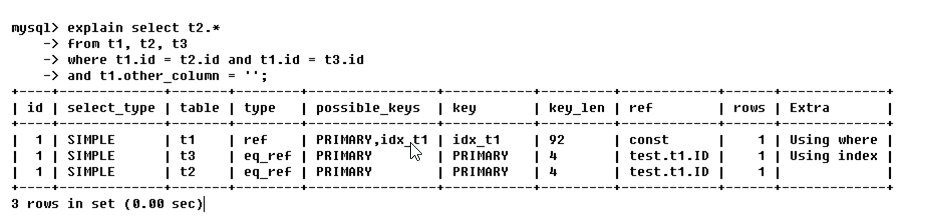 mysql> explain select t2.*
    -> from t1, t2, t3
    -> where t1.id = t2.id and t1.id = t3.id
    -> and t1.other_column = '';
+----+-------------+-------+--------+-----------------+---------+---------+------------+------+-------------+
| id | select_type | table | type   | possible_keys   | key     | key_len | ref        | rows | Extra       |
+----+-------------+-------+--------+-----------------+---------+---------+------------+------+-------------+
|  1 | SIMPLE      | t1    | ref    | PRIMARY,idx_t1  | idx_t1  | 92      | const      |    1 | Using where |
|  1 | SIMPLE      | t3    | eq_ref | PRIMARY         | PRIMARY | 4       | test.t1.ID |    1 | Using index |
|  1 | SIMPLE      | t2    | eq_ref | PRIMARY         | PRIMARY | 4       | test.t1.ID |    1 |             |
+----+-------------+-------+--------+-----------------+---------+---------+------------+------+-------------+
3 rows in set (0.00 sec)